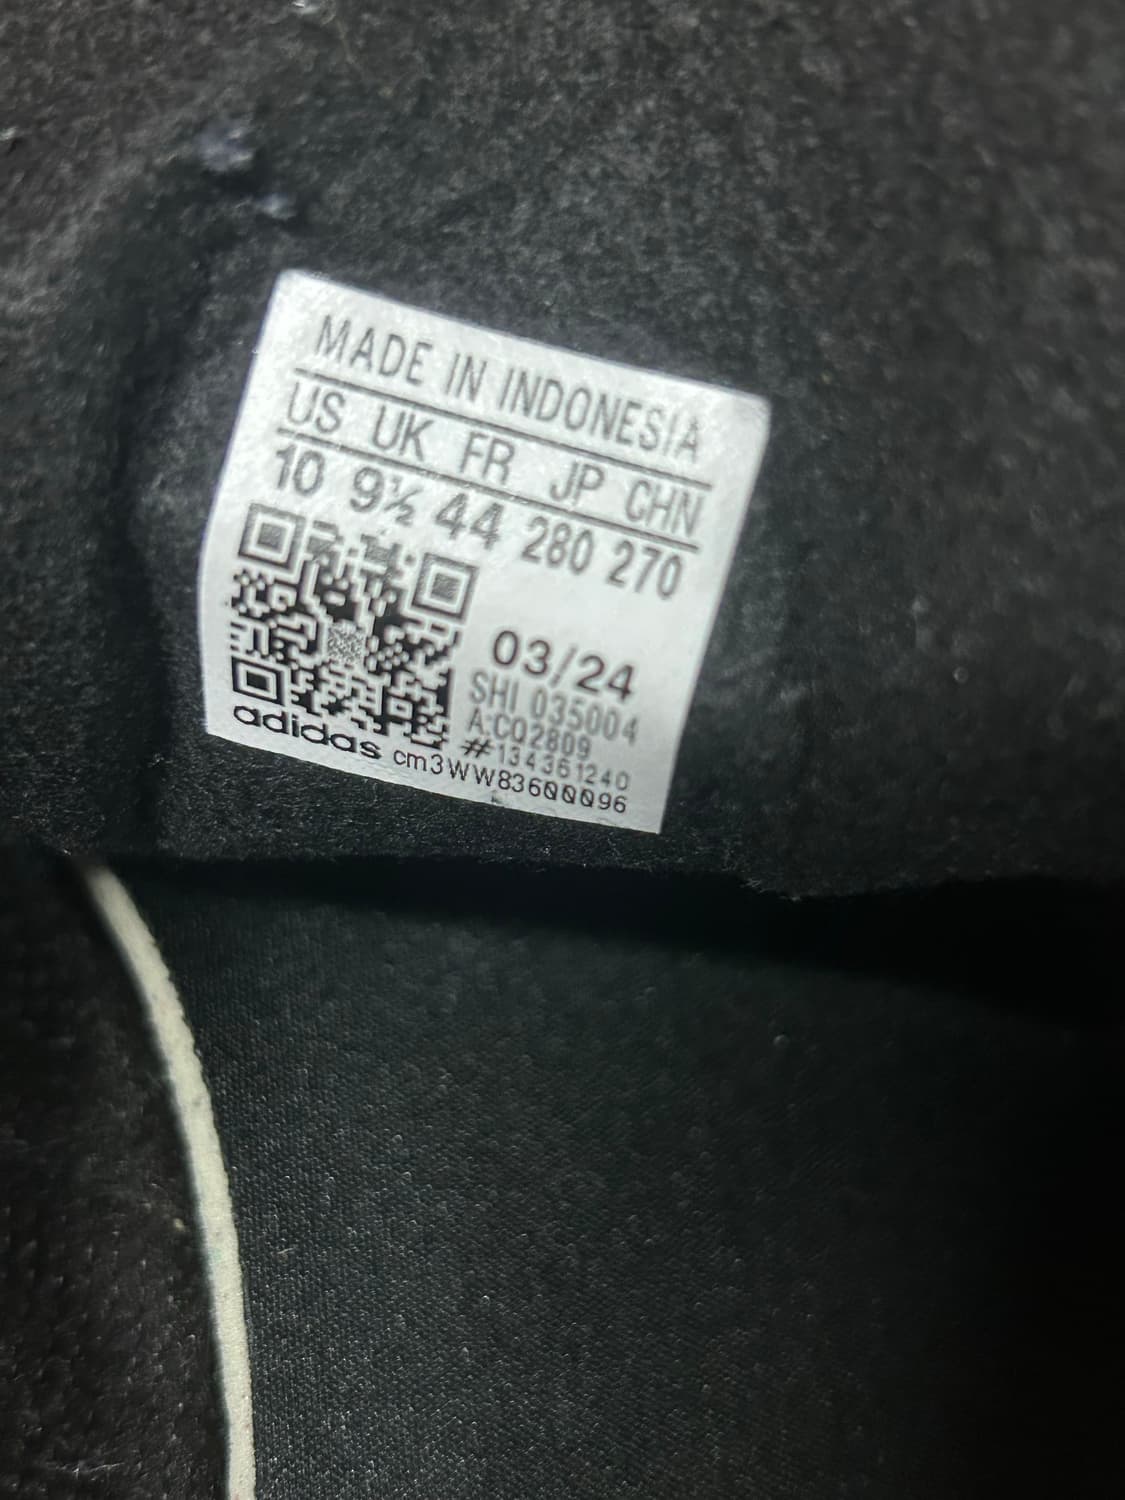 MADE IN INDONESIA
US UK FR JP CHN
10 9½ 44 280 270
03/24
SHI 035004
A:CQ2809
#134361240
adidas cm3WW83600096